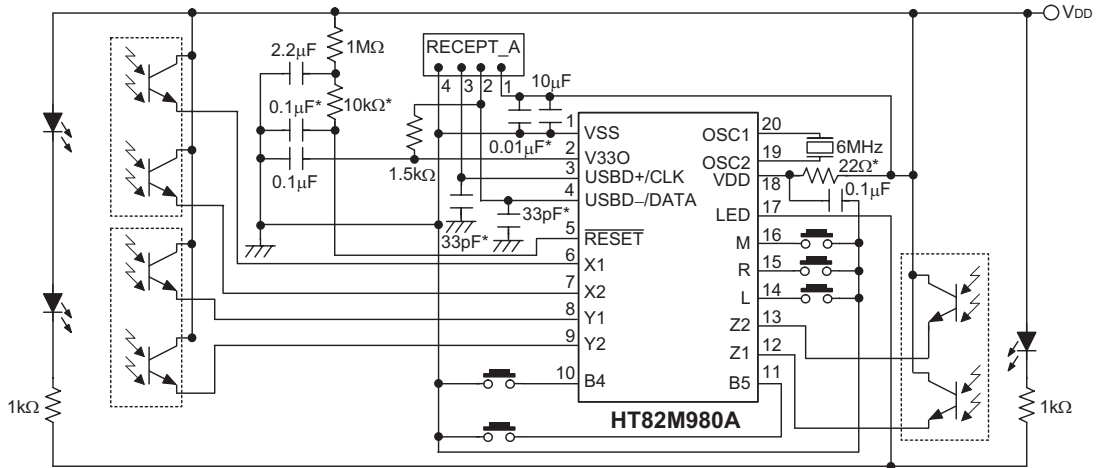 VDD
2.2μF
1MΩ
RECEPT_A
4 3 2 1
10μF
0.1μF*
10kΩ*
0.01μF*
0.1μF
1.5kΩ
33pF*
33pF*
1 VSS
2 V33O
3 USBD+/CLK
4 USBD–/DATA
5 RESET
6 X1
7 X2
8 Y1
9 Y2
10 B4
OSC1 20
OSC2 19
VDD 18
LED 17
M 16
R 15
L 14
Z2 13
Z1 12
B5 11
6MHz
22Ω*
0.1μF
HT82M980A
1kΩ
1kΩ